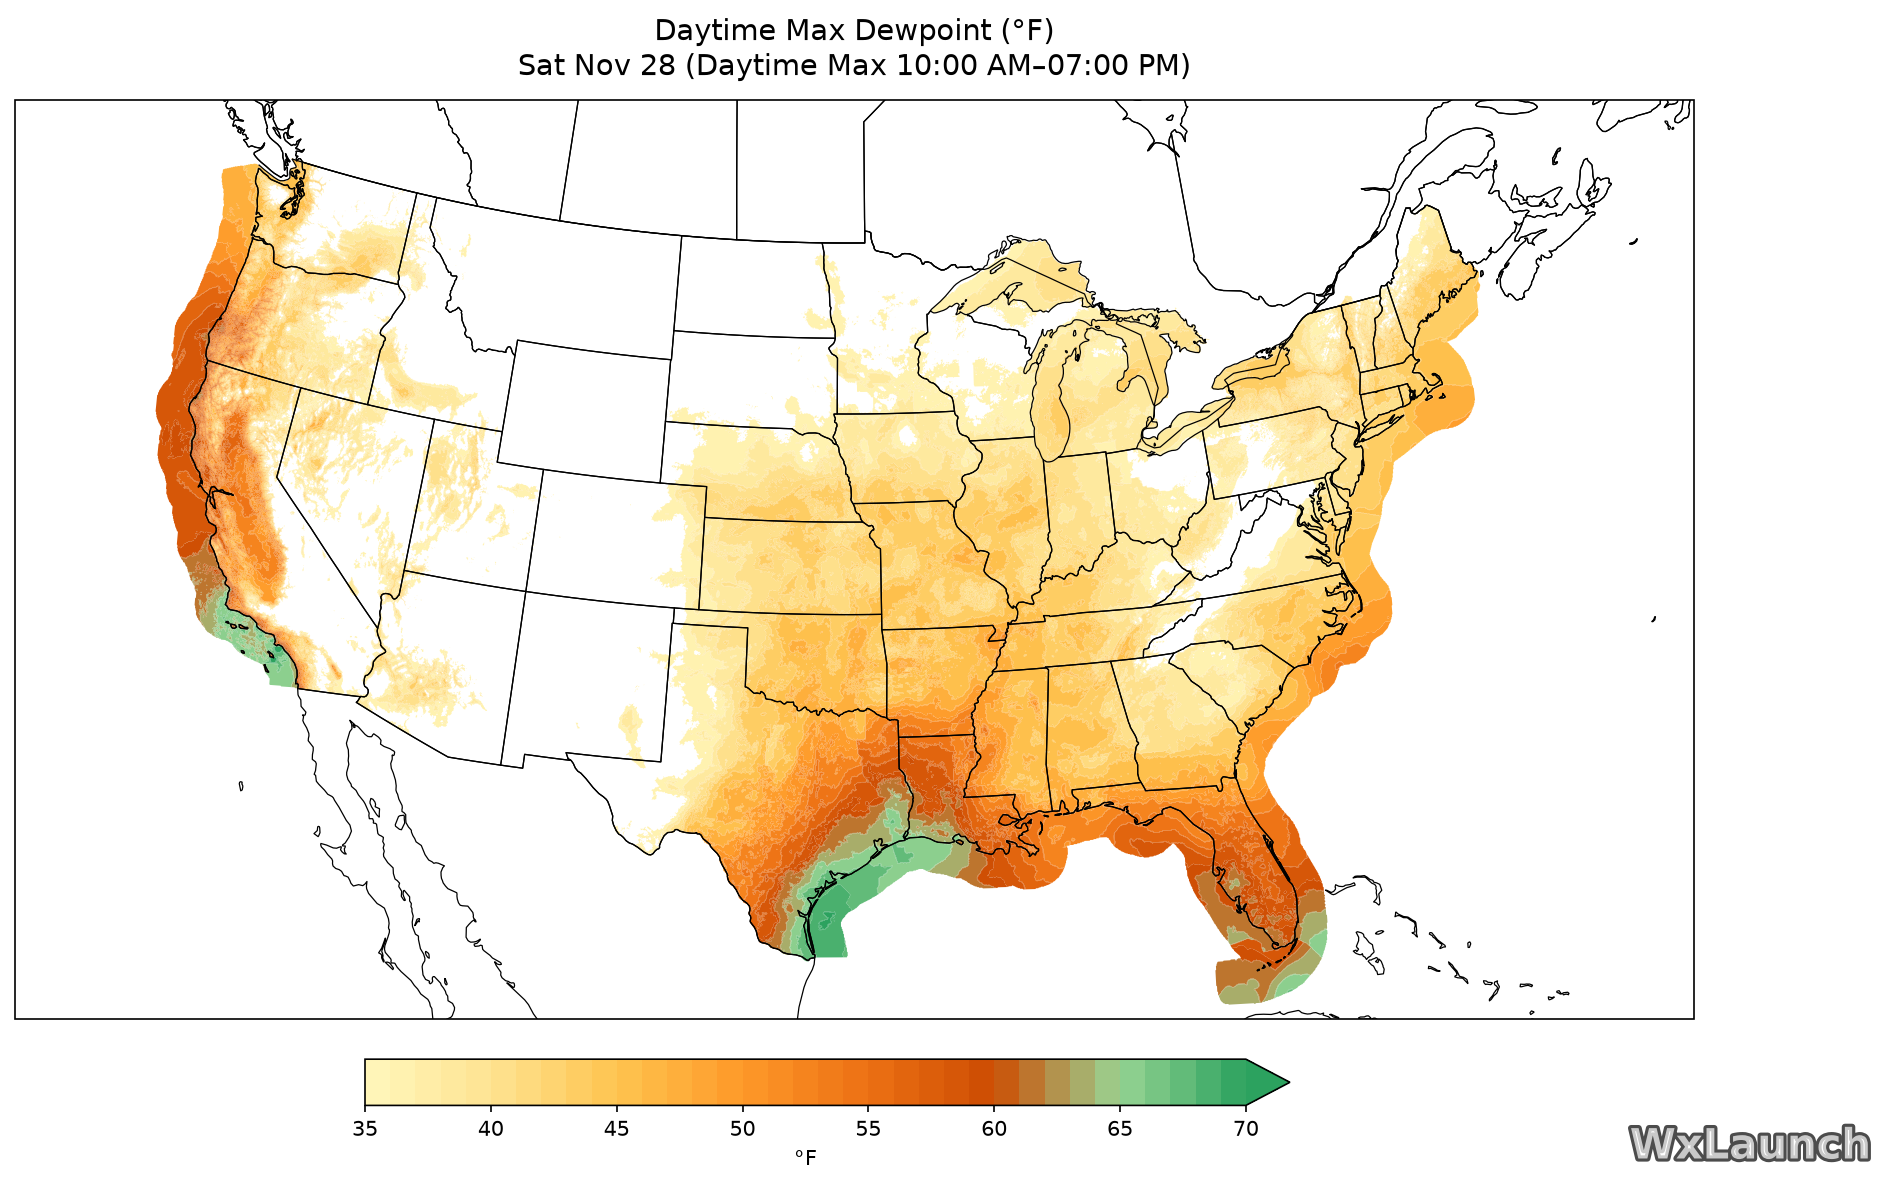 Daytime Max Dewpoint (°F)
Sat Nov 28 (Daytime Max 10:00 AM–07:00 PM)
35 40 45 50 55 60 65 70
°F
WxLaunch